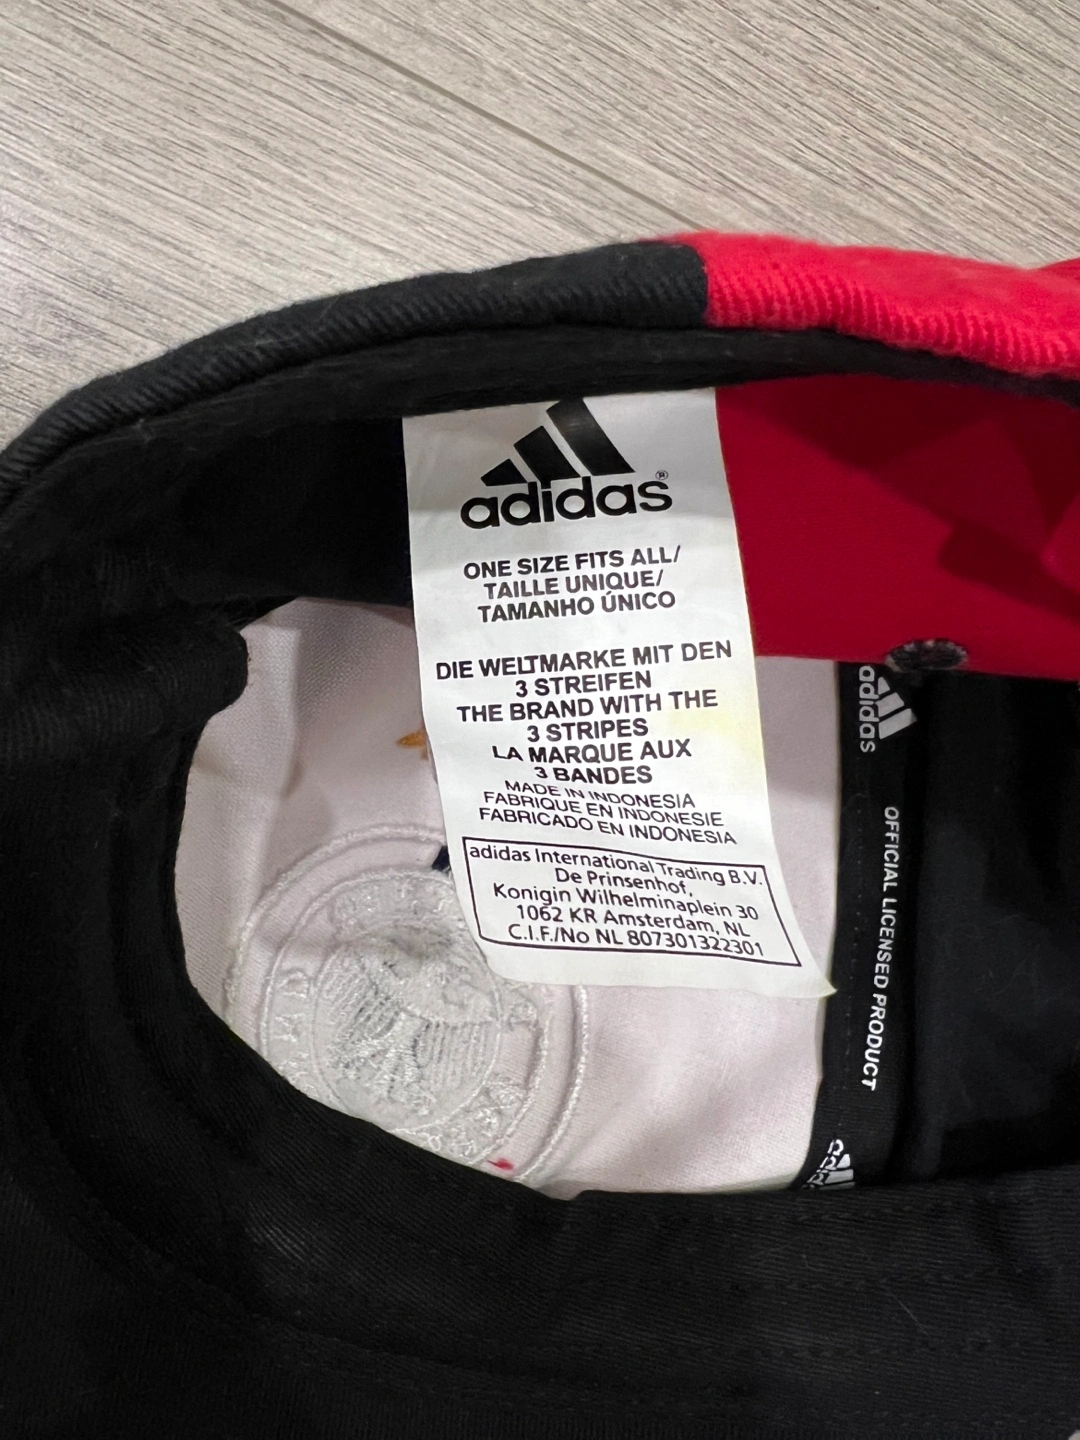 adidas®
ONE SIZE FITS ALL/
TAILLE UNIQUE/
TAMANHO ÚNICO
DIE WELTMARKE MIT DEN
3 STREIFEN
THE BRAND WITH THE
3 STRIPES
LA MARQUE AUX
3 BANDES
MADE IN INDONESIA
FABRIQUE EN INDONESIE
FABRICADO EN INDONESIA
adidas International Trading B.V.
De Prinsenhof,
Konigin Wilhelminaplein 30
1062 KR Amsterdam, NL
C.I.F./No NL 807301322301
adidas
OFFICIAL LICENSED PRODUCT
adidas